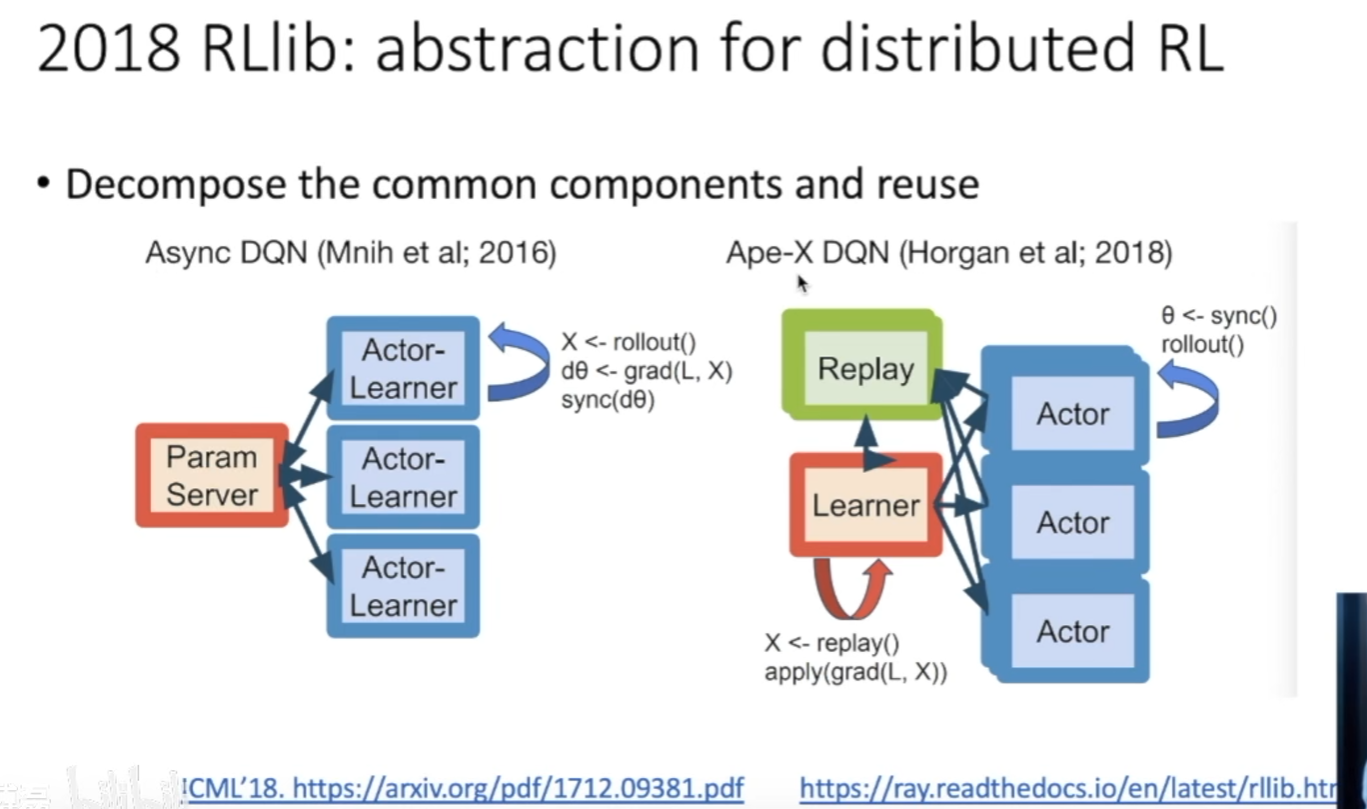 2018 RLlib: abstraction for distributed RL
• Decompose the common components and reuse
Async DQN (Mnih et al; 2016)
Param
Server
Actor-
Learner
Actor-
Learner
Actor-
Learner
X <- rollout()
dθ <- grad(L, X)
sync(dθ)
Ape-X DQN (Horgan et al; 2018)
Replay
Learner
X <- replay()
apply(grad(L, X))
Actor
Actor
Actor
θ <- sync()
rollout()
ICML’18. https://arxiv.org/pdf/1712.09381.pdf
https://ray.readthedocs.io/en/latest/rllib.htm